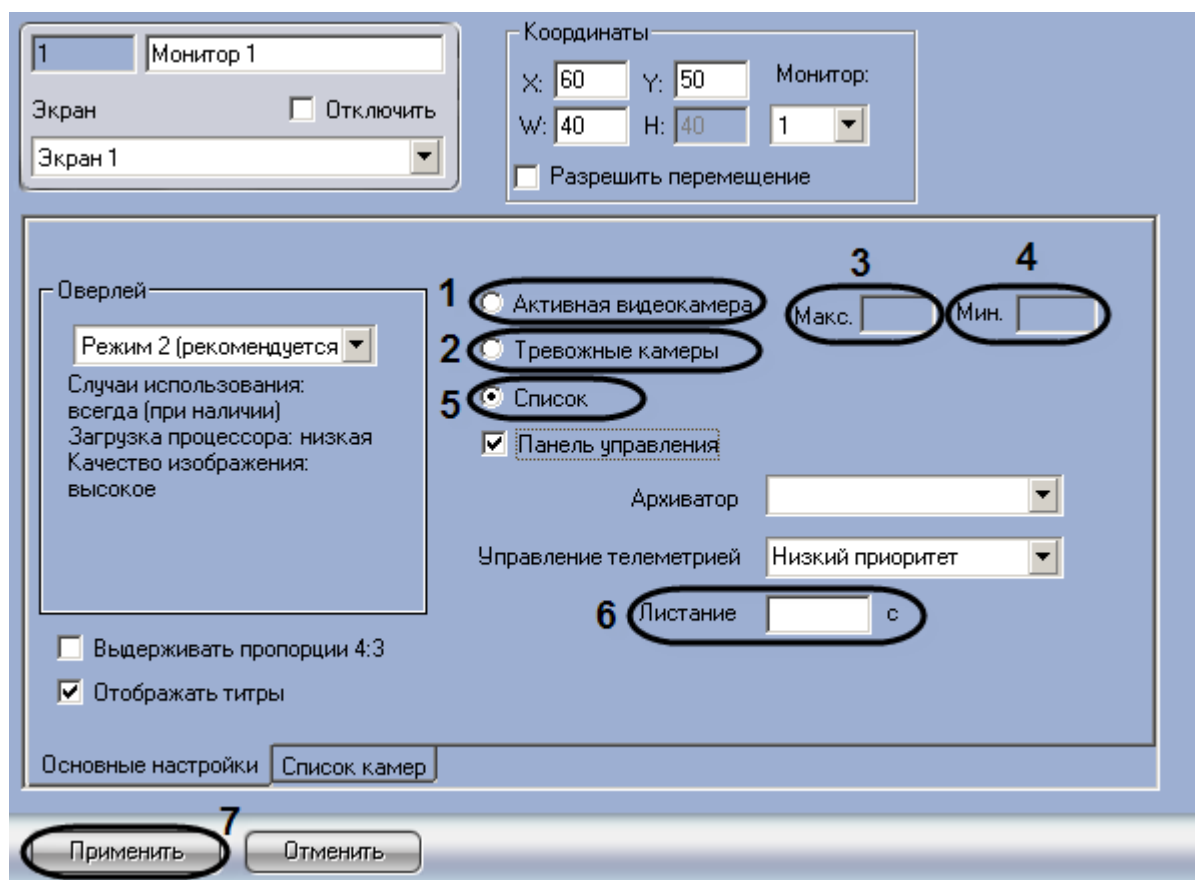 1 Монитор 1
Экран Отключить
Экран 1
Координаты
X: 60 Y: 50 Монитор:
W: 40 H: 40 1
Разрешить перемещение
Оверлей
Режим 2 (рекомендуется
Случаи использования:
всегда (при наличии)
Загрузка процессора: низкая
Качество изображения:
высокое
Выдерживать пропорции 4:3
Отображать титры
3 4
1 Активная видеокамера Макс. Мин.
2 Тревожные камеры
5 Список
Панель управления
Архиватор
Управление телеметрией Низкий приоритет
6 Листание с
Основные настройки Список камер
7
Применить Отменить